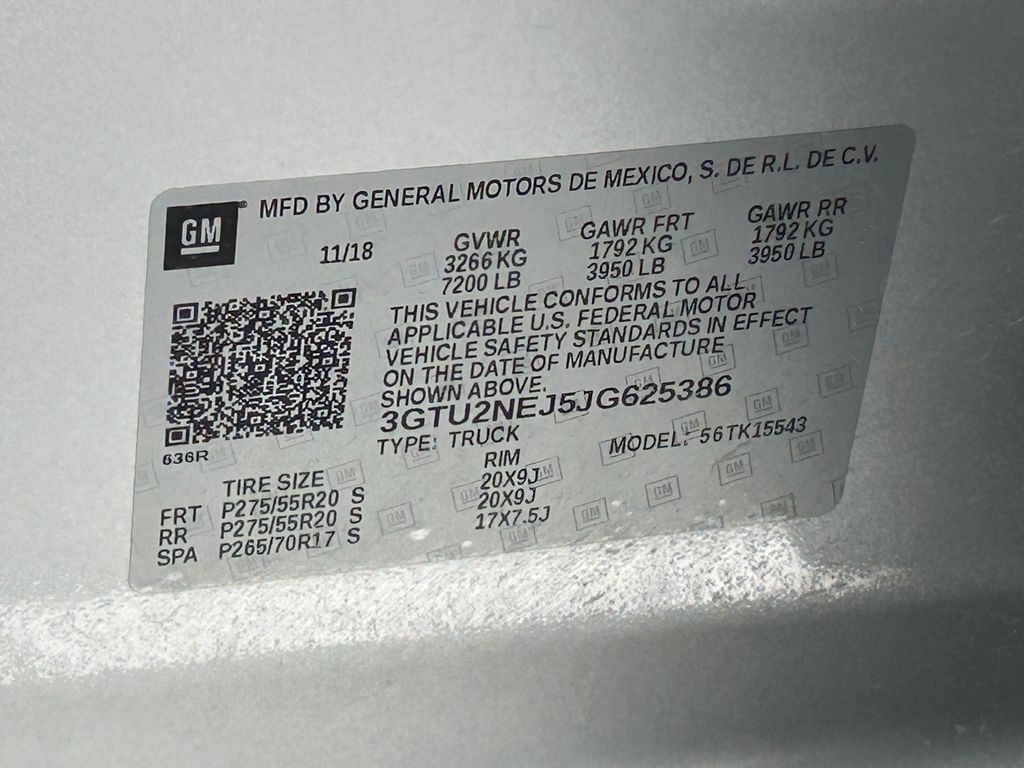 GM
MFD BY GENERAL MOTORS DE MEXICO, S. DE R.L. DE C.V.
11/18
GVWR GAWR FRT GAWR RR
3266 KG 1792 KG 1792 KG
7200 LB 3950 LB 3950 LB
THIS VEHICLE CONFORMS TO ALL
APPLICABLE U.S. FEDERAL MOTOR
VEHICLE SAFETY STANDARDS IN EFFECT
ON THE DATE OF MANUFACTURE
SHOWN ABOVE.
3GTU2NEJ5JG625386
TYPE: TRUCK MODEL: 56TK15543
636R
TIRE SIZE RIM
FRT P275/55R20 S 20X9J
RR P275/55R20 S 20X9J
SPA P265/70R17 S 17X7.5J